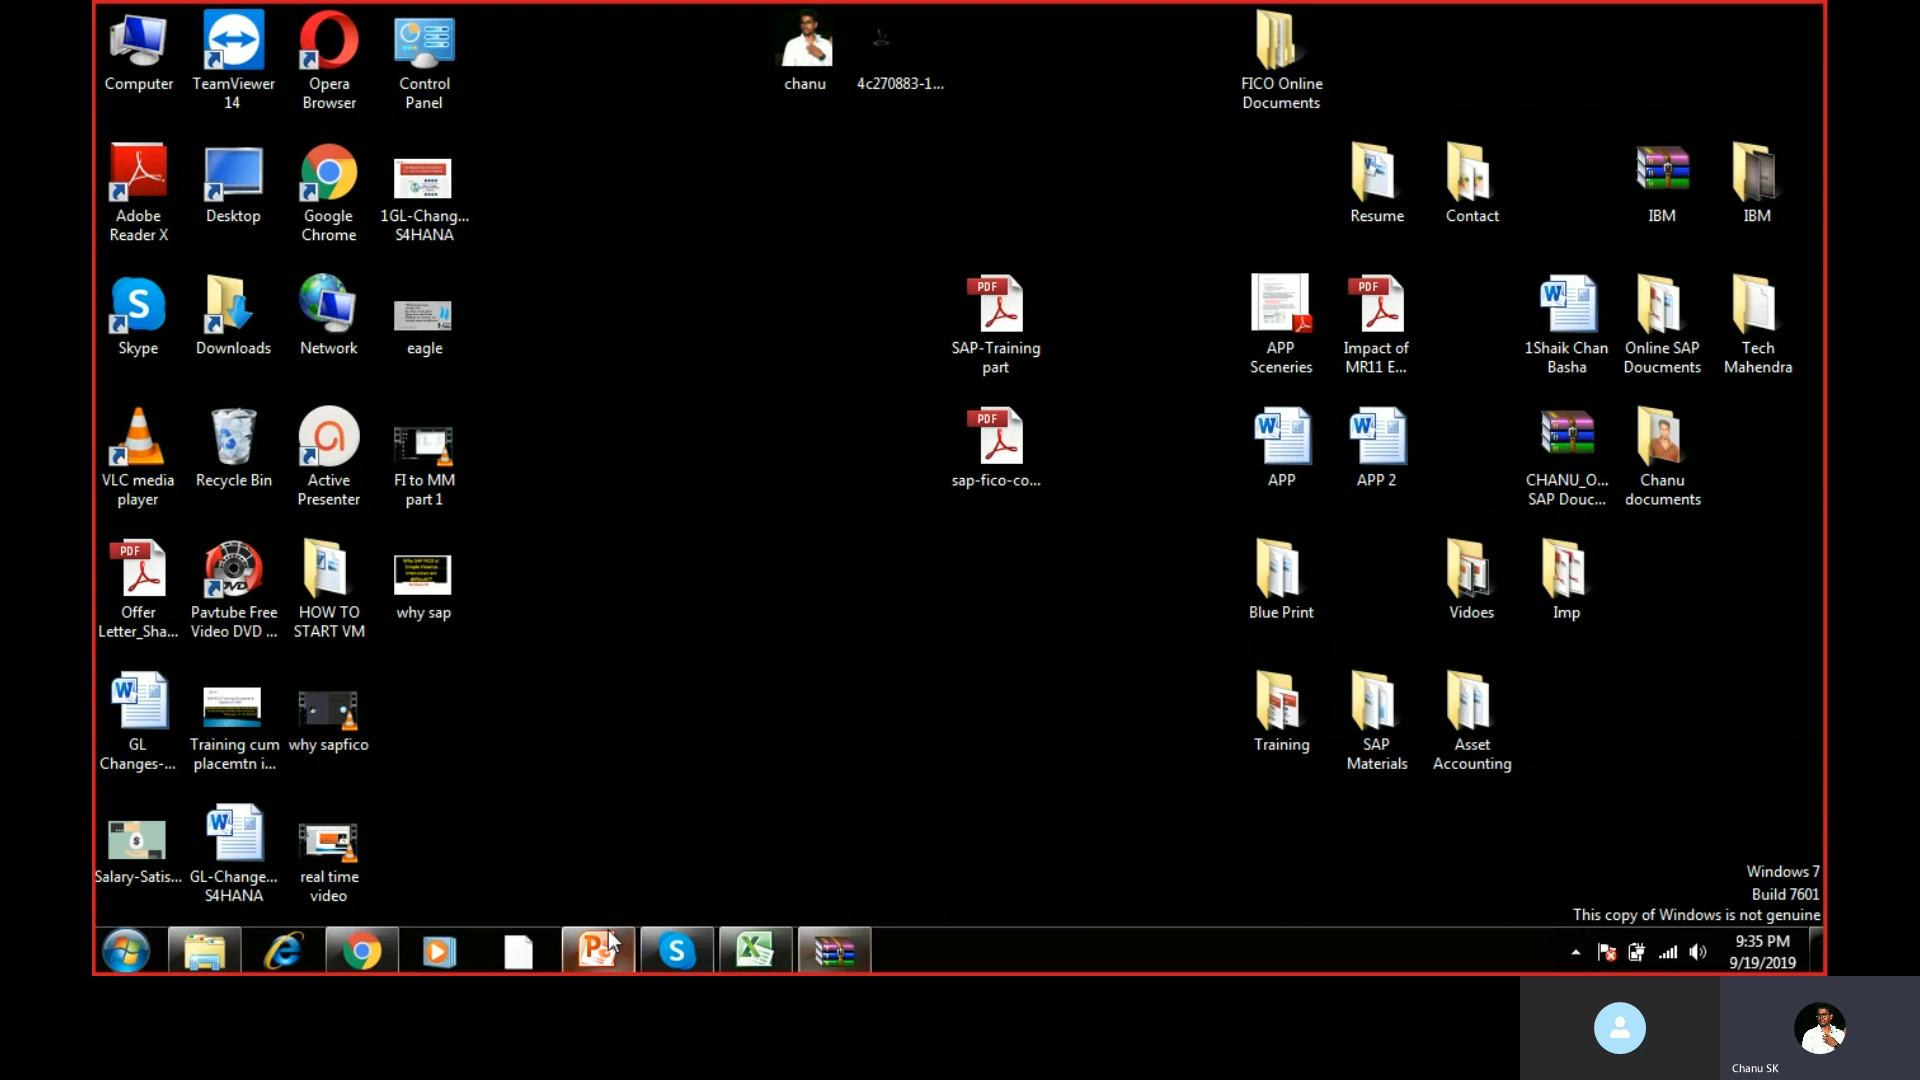 Computer
TeamViewer
14
Opera
Browser
Control
Panel
chanu
4c270883-1...
FICO Online
Documents
Adobe
Reader X
Desktop
Google
Chrome
1GL-Chang...
S4HANA
Resume
Contact
IBM
IBM
Skype
Downloads
Network
eagle
PDF
SAP-Training
part
APP
Sceneries
PDF
Impact of
MR11 E...
1Shaik Chan
Basha
Online SAP
Doucments
Tech
Mahendra
VLC media
player
Recycle Bin
Active
Presenter
FI to MM
part 1
PDF
sap-fico-co...
APP
APP 2
CHANU_O...
SAP Douc...
Chanu
documents
PDF
Offer
Letter_Sha...
DVD
Pavtube Free
Video DVD ...
HOW TO
START VM
why sap
Blue Print
Vidoes
Imp
GL
Changes-...
Training cum
placemtn i...
why sapfico
Training
SAP
Materials
Asset
Accounting
Salary-Satis...
GL-Change...
S4HANA
real time
video
Windows 7
Build 7601
This copy of Windows is not genuine
9:35 PM
9/19/2019
Chanu SK